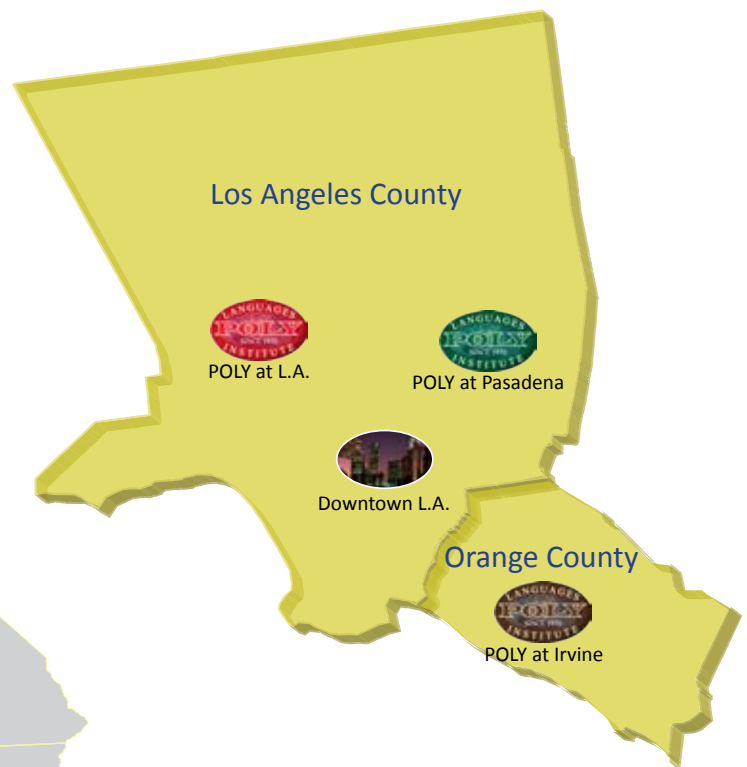 Los Angeles County
LANGUAGES
POLY
SINCE 1970
INSTITUTE
POLY at L.A.
LANGUAGES
POLY
SINCE 1970
INSTITUTE
POLY at Pasadena
Downtown L.A.
Orange County
LANGUAGES
POLY
SINCE 1970
INSTITUTE
POLY at Irvine